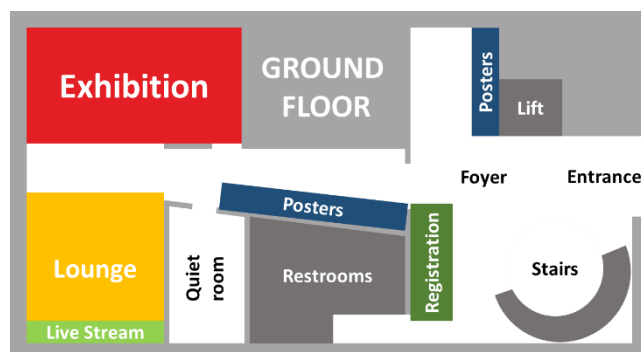 Exhibition
GROUND
FLOOR
Posters
Lift
Foyer
Entrance
Posters
Lounge
Quiet
room
Restrooms
Registration
Stairs
Live Stream